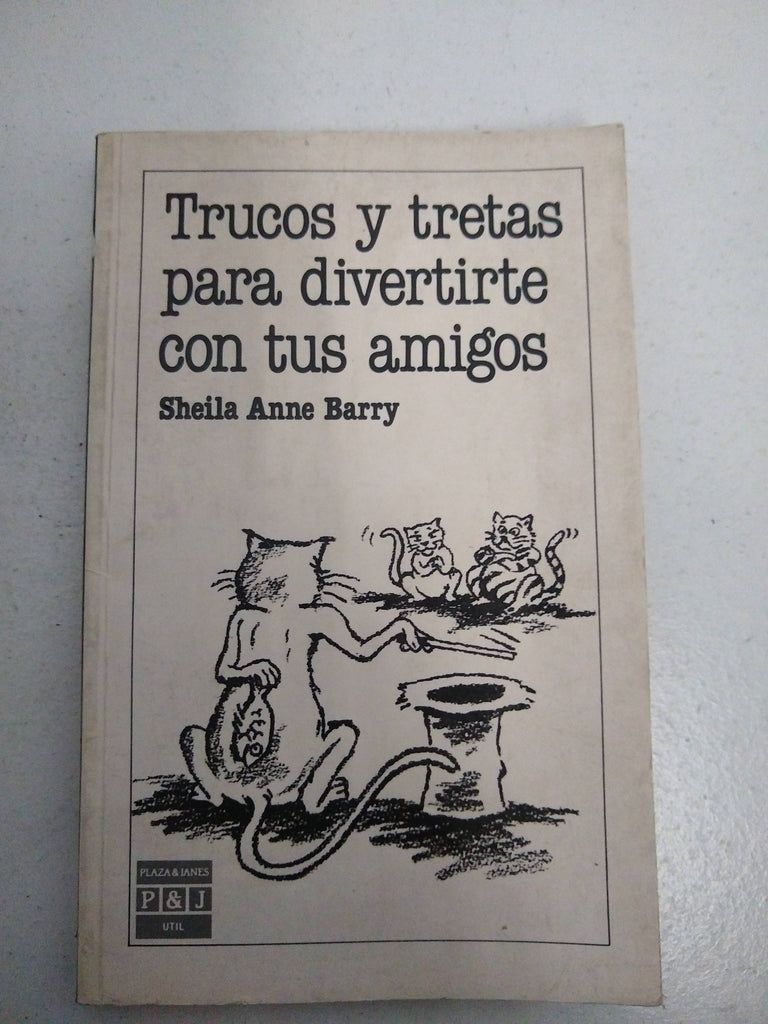 Trucos y tretas
para divertirte
con tus amigos
Sheila Anne Barry
PLAZA & JANES
P & J
UTIL